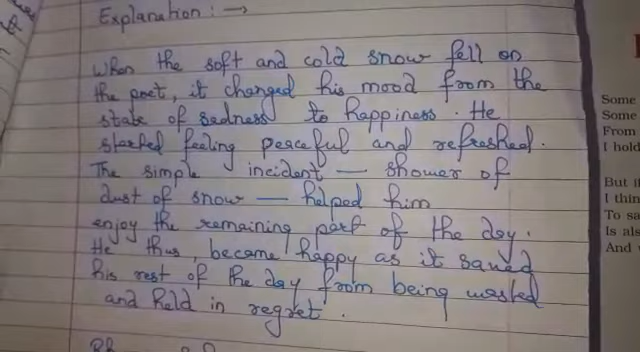 Explanation : →
When the soft and cold snow fell on
the poet, it changed his mood from the
state of sadness to happiness. He
started feeling peaceful and refreshed.
The simple incident — shower of
dust of snow — helped him
enjoy the remaining part of the day.
He thus, became happy as it saved
his rest of the day from being wasted
and held in regret.
Some
Some
From
I hold
But if
I thin
To sa
Is als
And